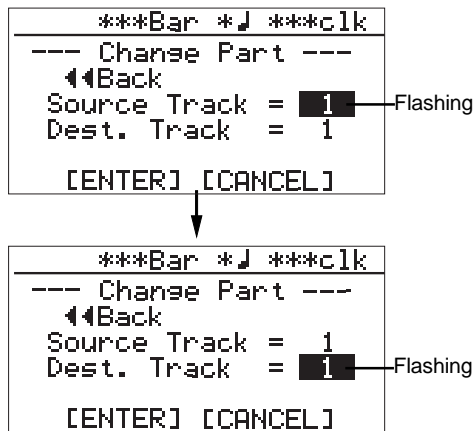 ***Bar *♩ ***clk
--- Change Part ---
◀◀Back
Source Track = 1
Flashing
Dest. Track = 1
[ENTER] [CANCEL]
***Bar *♩ ***clk
--- Change Part ---
◀◀Back
Source Track = 1
Dest. Track = 1
Flashing
[ENTER] [CANCEL]